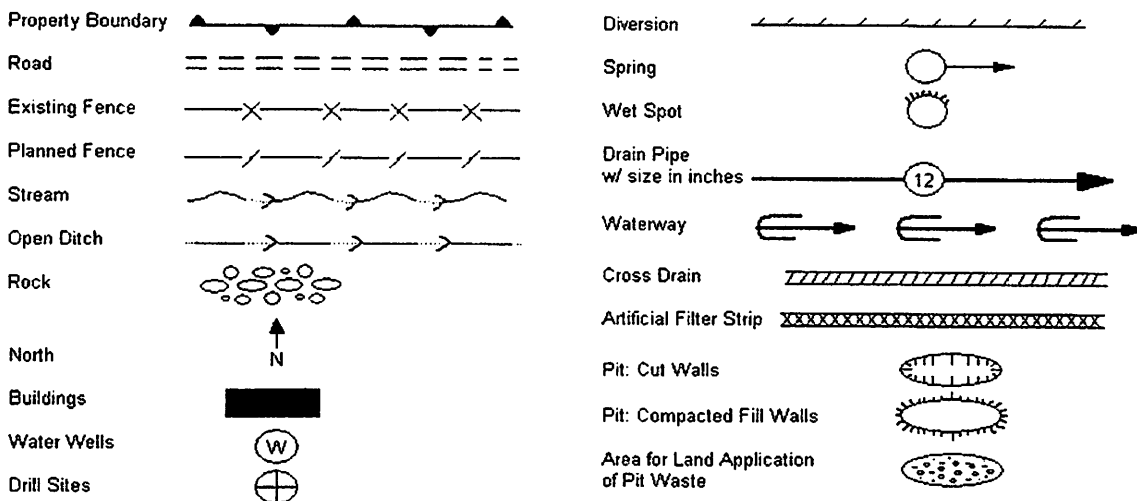 Property Boundary
Road
Existing Fence
Planned Fence
Stream
Open Ditch
Rock
North
N
Buildings
Water Wells
W
Drill Sites
Diversion
Spring
Wet Spot
Drain Pipe
w/ size in inches
12
Waterway
Cross Drain
Artificial Filter Strip
Pit: Cut Walls
Pit: Compacted Fill Walls
Area for Land Application
of Pit Waste